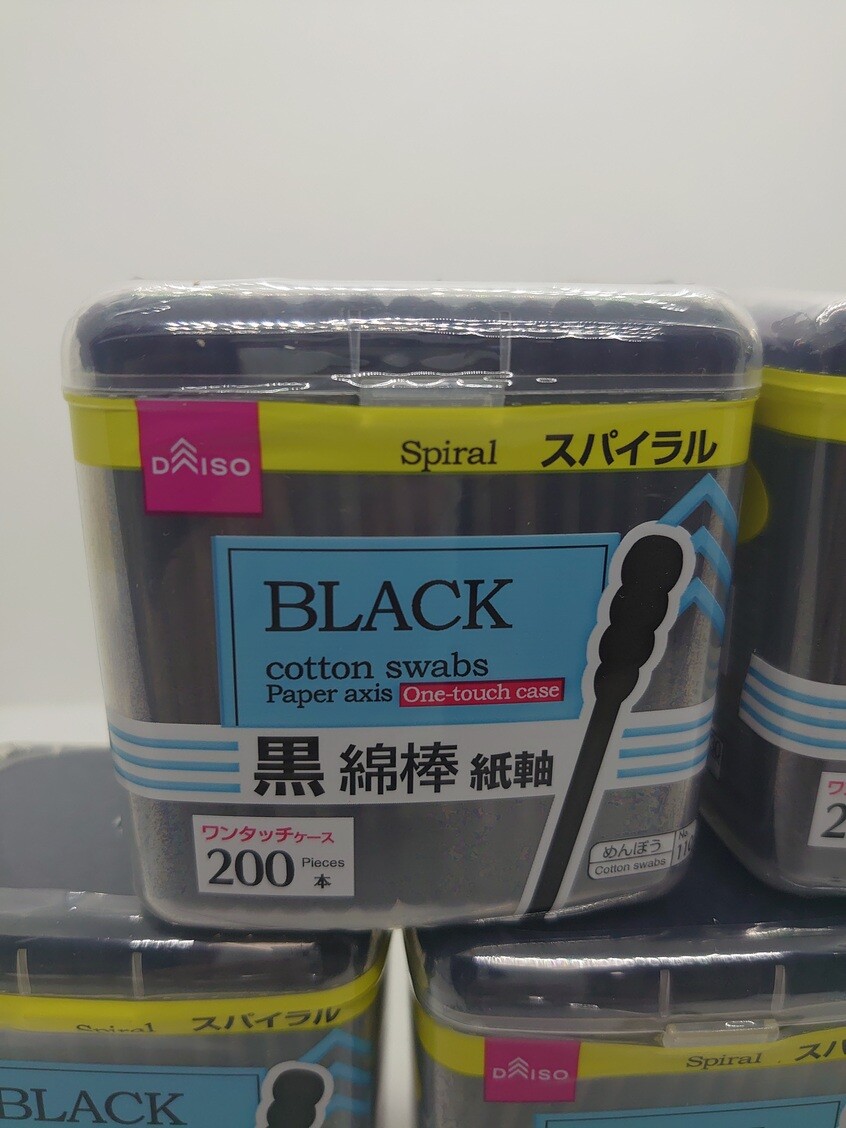 DAISO
Spiral スパイラル
BLACK
cotton swabs
Paper axis One-touch case
黒 綿棒 紙軸
ワンタッチケース
200 Pieces
本
めんぼう
Cotton swabs
No.
Spiral スパイラル
BLACK
DAISO
Spiral